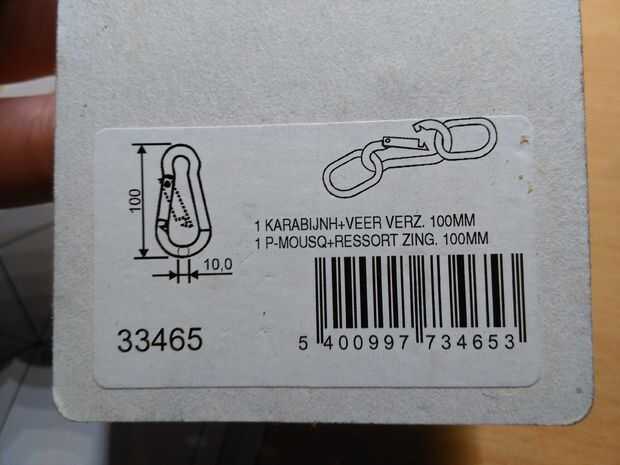 100
10,0
1 KARABIJNH+VEER VERZ. 100MM
1 P-MOUSQ+RESSORT ZING. 100MM
33465
5 400997 734653